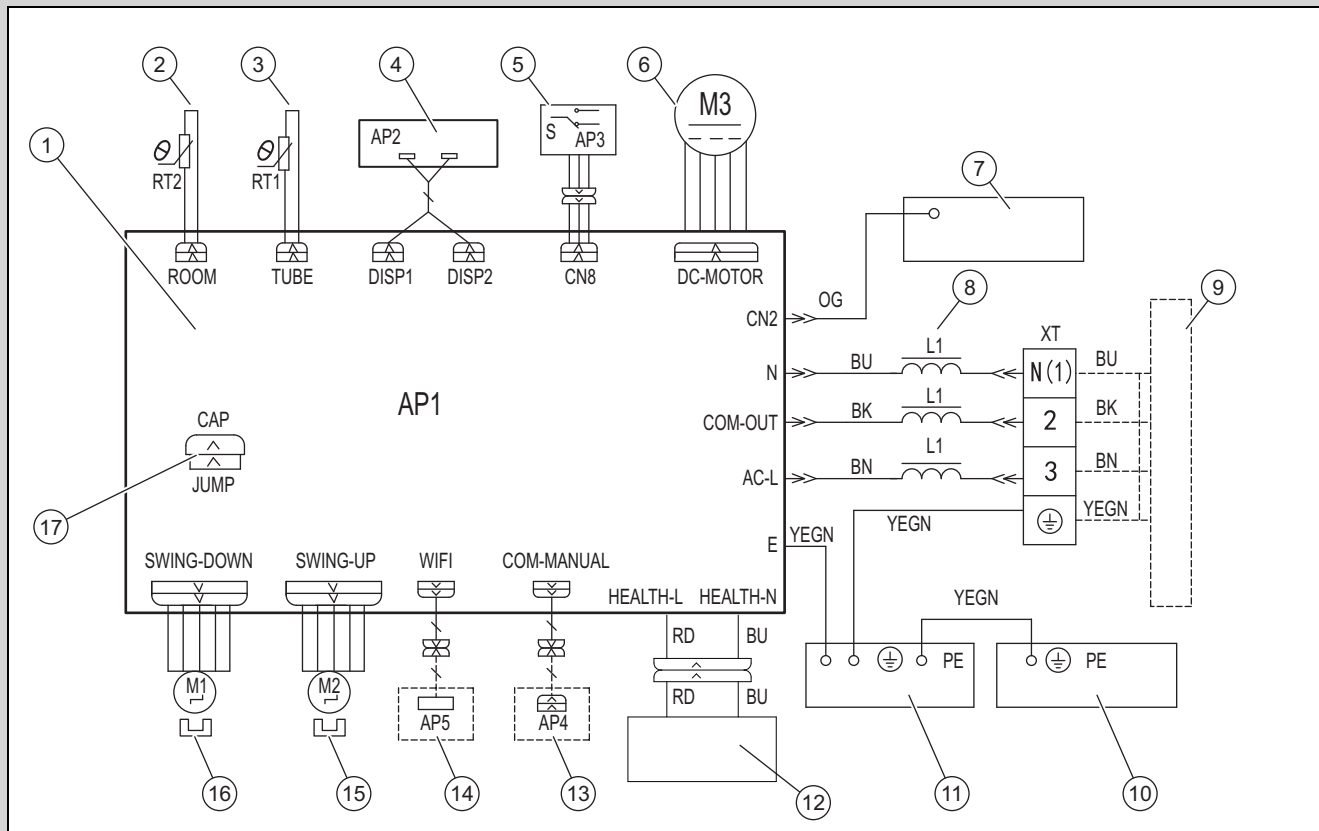 2
3
4
5
6
1
AP2
S
AP3
M3
RT2
RT1
7
ROOM
TUBE
DISP1
DISP2
CN8
DC-MOTOR
OG
8
9
CN2
XT
N
BU
L1
N(1)
BU
CAP
AP1
COM-OUT
BK
L1
2
BK
JUMP
AC-L
BN
L1
3
BN
17
YEGN
YEGN
E
YEGN
SWING-DOWN
SWING-UP
WIFI
COM-MANUAL
HEALTH-L
HEALTH-N
YEGN
RD
BU
PE
PE
M1
M2
AP5
AP4
RD
BU
16
15
14
13
12
11
10